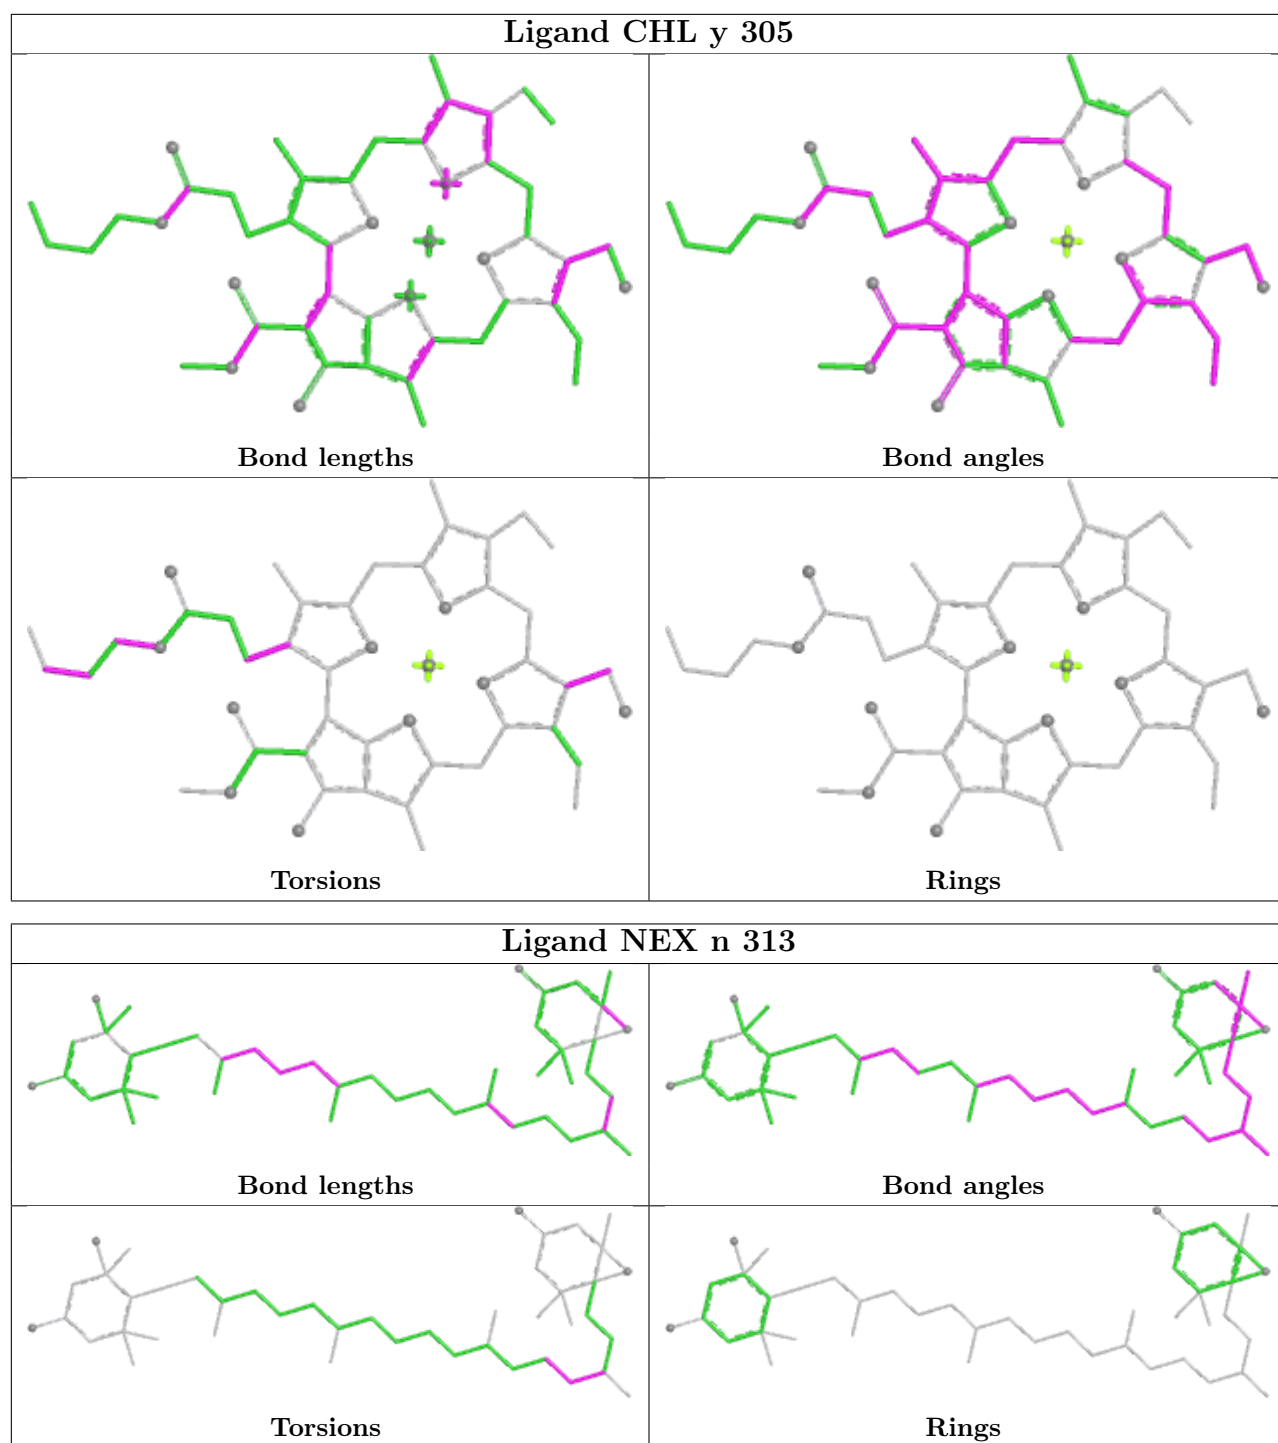 Ligand CHL y 305
Bond lengths
Bond angles
Torsions
Rings
Ligand NEX n 313
Bond lengths
Bond angles
Torsions
Rings